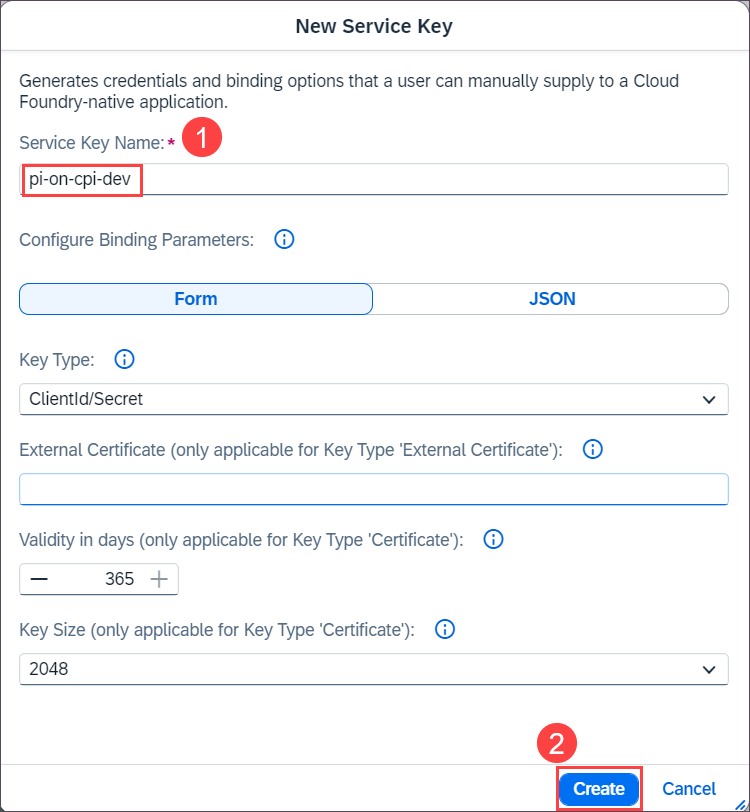 New Service Key
Generates credentials and binding options that a user can manually supply to a Cloud
Foundry-native application.
Service Key Name:* 1
pi-on-cpi-dev
Configure Binding Parameters:
Form JSON
Key Type:
ClientId/Secret
External Certificate (only applicable for Key Type 'External Certificate'):
Validity in days (only applicable for Key Type 'Certificate'):
365
Key Size (only applicable for Key Type 'Certificate'):
2048
2
Create Cancel